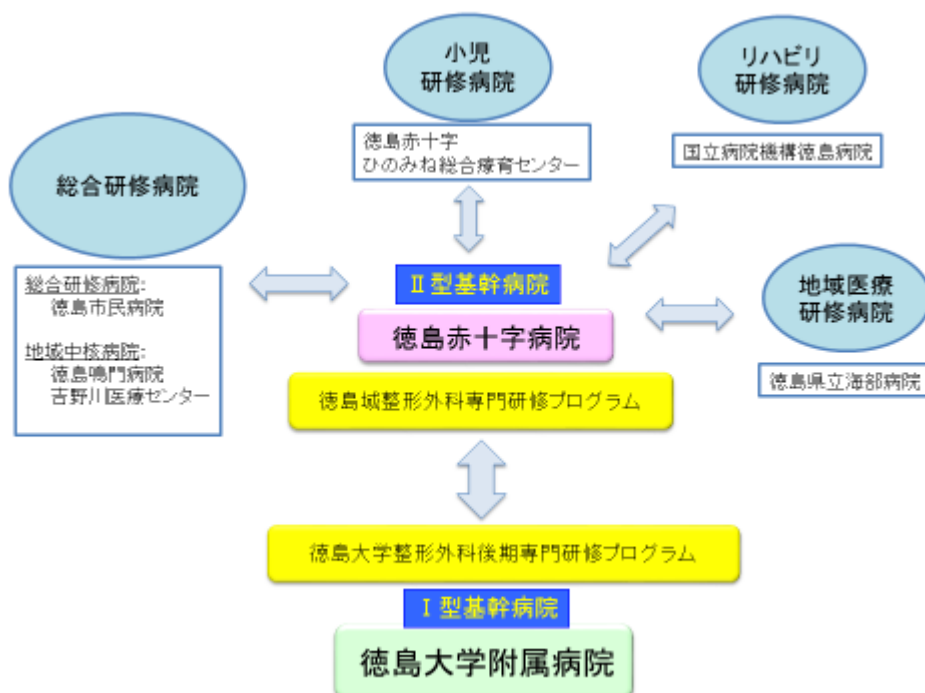 小児
研修病院
徳島赤十字
ひのみね総合療育センター
リハビリ
研修病院
国立病院機構徳島病院
総合研修病院
総合研修病院:
徳島市民病院
地域中核病院:
徳島鳴門病院
吉野川医療センター
Ⅱ型基幹病院
徳島赤十字病院
徳島城整形外科専門研修プログラム
地域医療
研修病院
徳島県立海部病院
徳島大学整形外科後期専門研修プログラム
Ⅰ型基幹病院
徳島大学附属病院